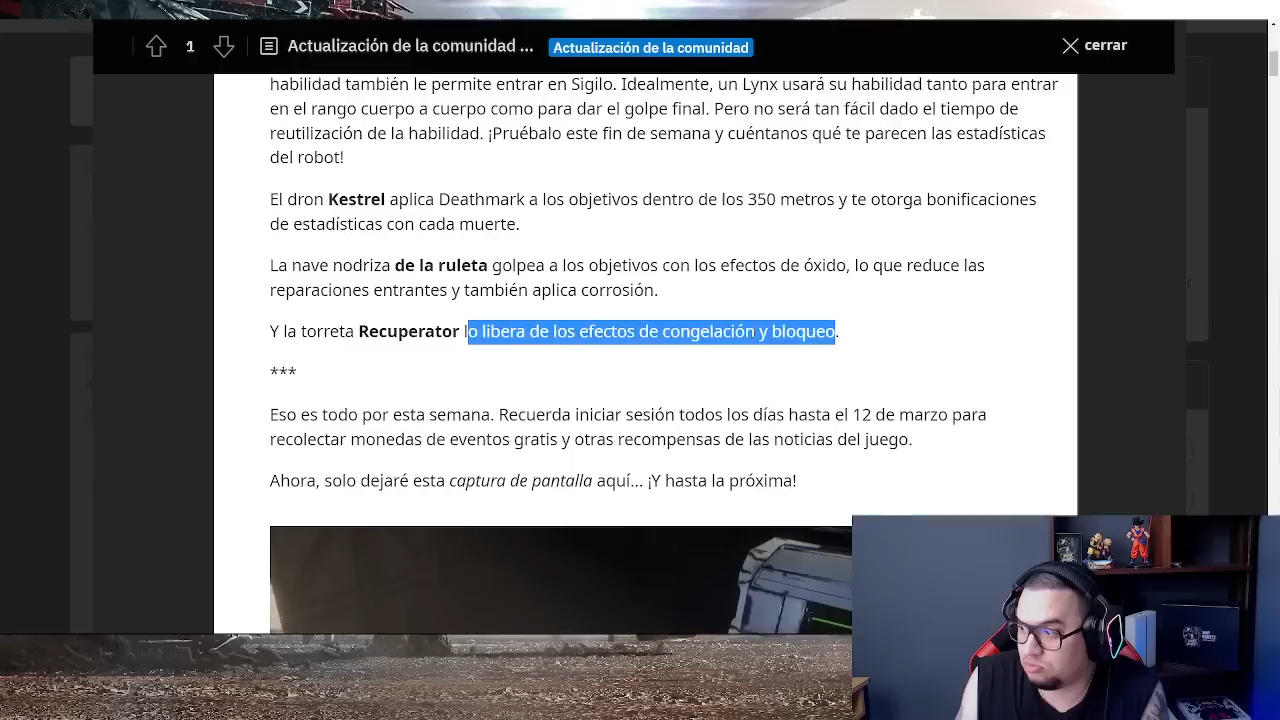 1
Actualización de la comunidad ...
Actualización de la comunidad
cerrar
habilidad también le permite entrar en Sigilo. Idealmente, un Lynx usará su habilidad tanto para entrar
en el rango cuerpo a cuerpo como para dar el golpe final. Pero no será tan fácil dado el tiempo de
reutilización de la habilidad. ¡Pruébalo este fin de semana y cuéntanos qué te parecen las estadísticas
del robot!
El dron Kestrel aplica Deathmark a los objetivos dentro de los 350 metros y te otorga bonificaciones
de estadísticas con cada muerte.
La nave nodriza de la ruleta golpea a los objetivos con los efectos de óxido, lo que reduce las
reparaciones entrantes y también aplica corrosión.
Y la torreta Recuperator lo libera de los efectos de congelación y bloqueo.
***
Eso es todo por esta semana. Recuerda iniciar sesión todos los días hasta el 12 de marzo para
recolectar monedas de eventos gratis y otras recompensas de las noticias del juego.
Ahora, solo dejaré esta captura de pantalla aquí... ¡Y hasta la próxima!